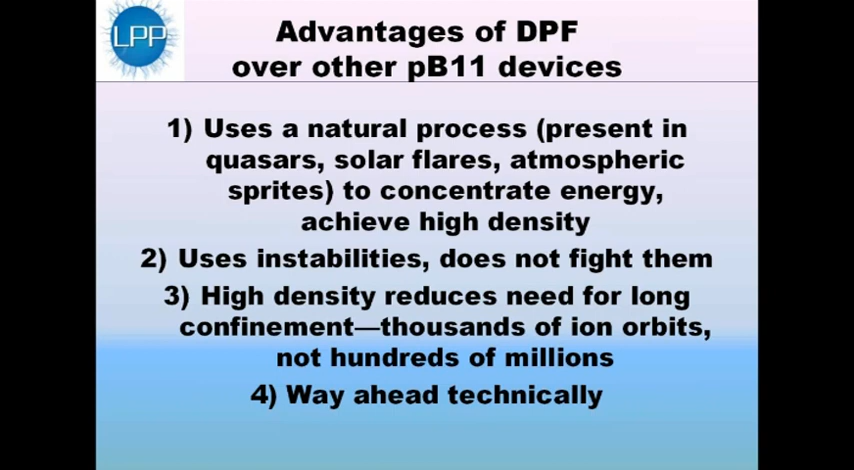 LPP
Advantages of DPF
over other pB11 devices
1) Uses a natural process (present in
quasars, solar flares, atmospheric
sprites) to concentrate energy,
achieve high density
2) Uses instabilities, does not fight them
3) High density reduces need for long
confinement—thousands of ion orbits,
not hundreds of millions
4) Way ahead technically